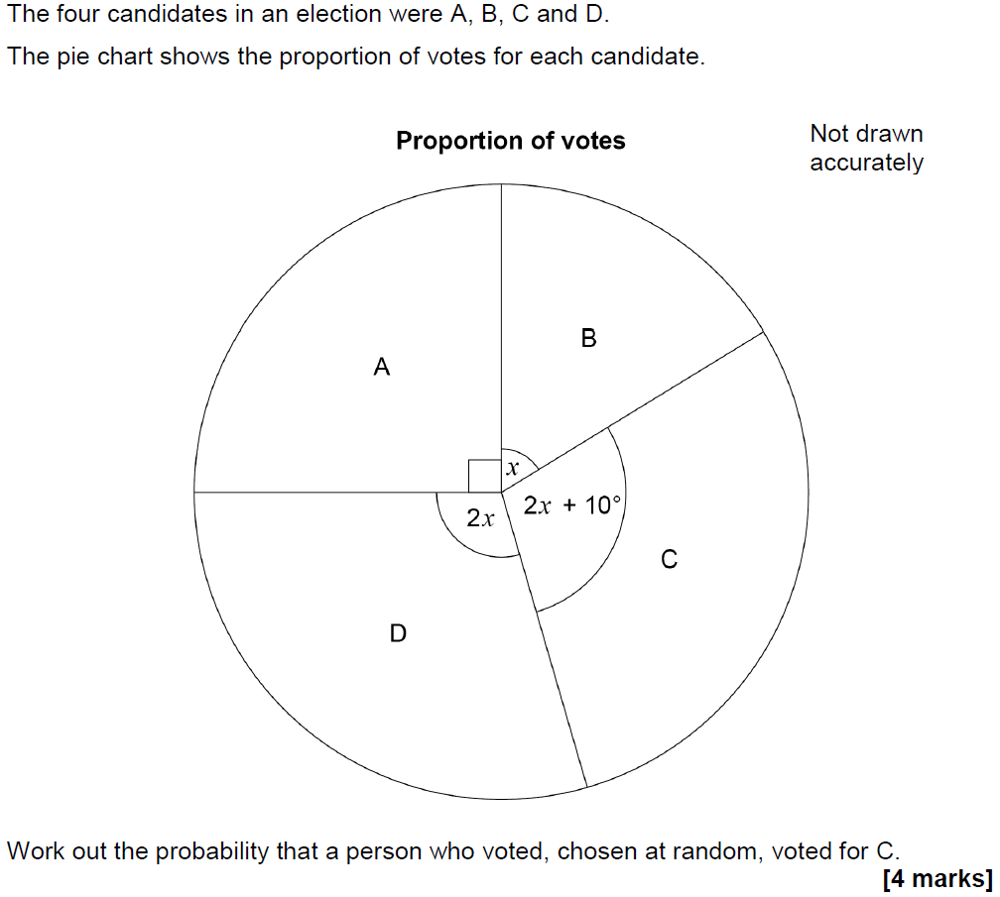 The four candidates in an election were A, B, C and D.
The pie chart shows the proportion of votes for each candidate.
Proportion of votes
Not drawn
accurately
B
A
x
2x + 10°
2x
C
D
Work out the probability that a person who voted, chosen at random, voted for C.
[4 marks]